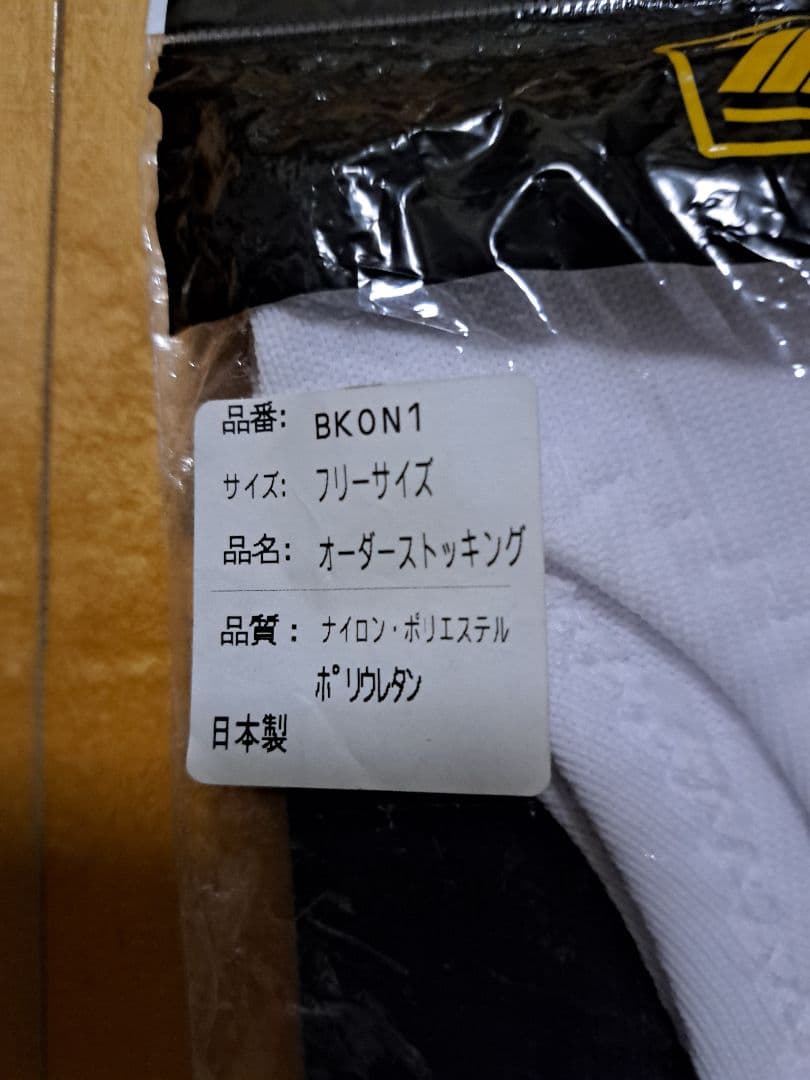 品番: BKON1
サイズ: フリーサイズ
品名: オーダーストッキング
品質: ナイロン・ポリエステル
ポリウレタン
日本製